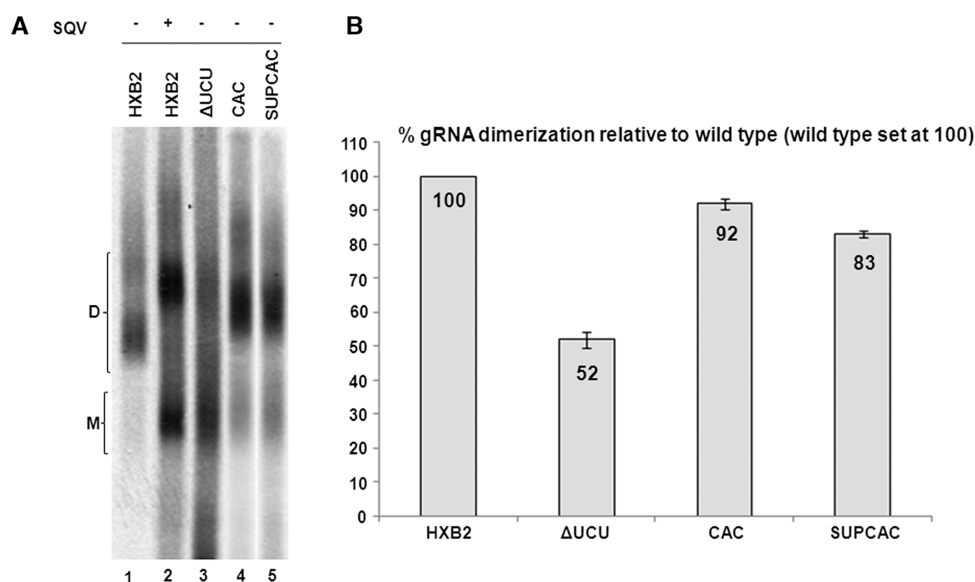 A
SQV - + - - -
HXB2 HXB2 ΔUCU CAC SUPCAC
D
M
1 2 3 4 5
B
% gRNA dimerization relative to wild type (wild type set at 100)
110
100
90
80
70
60
50
40
30
20
10
0
100
52
92
83
HXB2 ΔUCU CAC SUPCAC